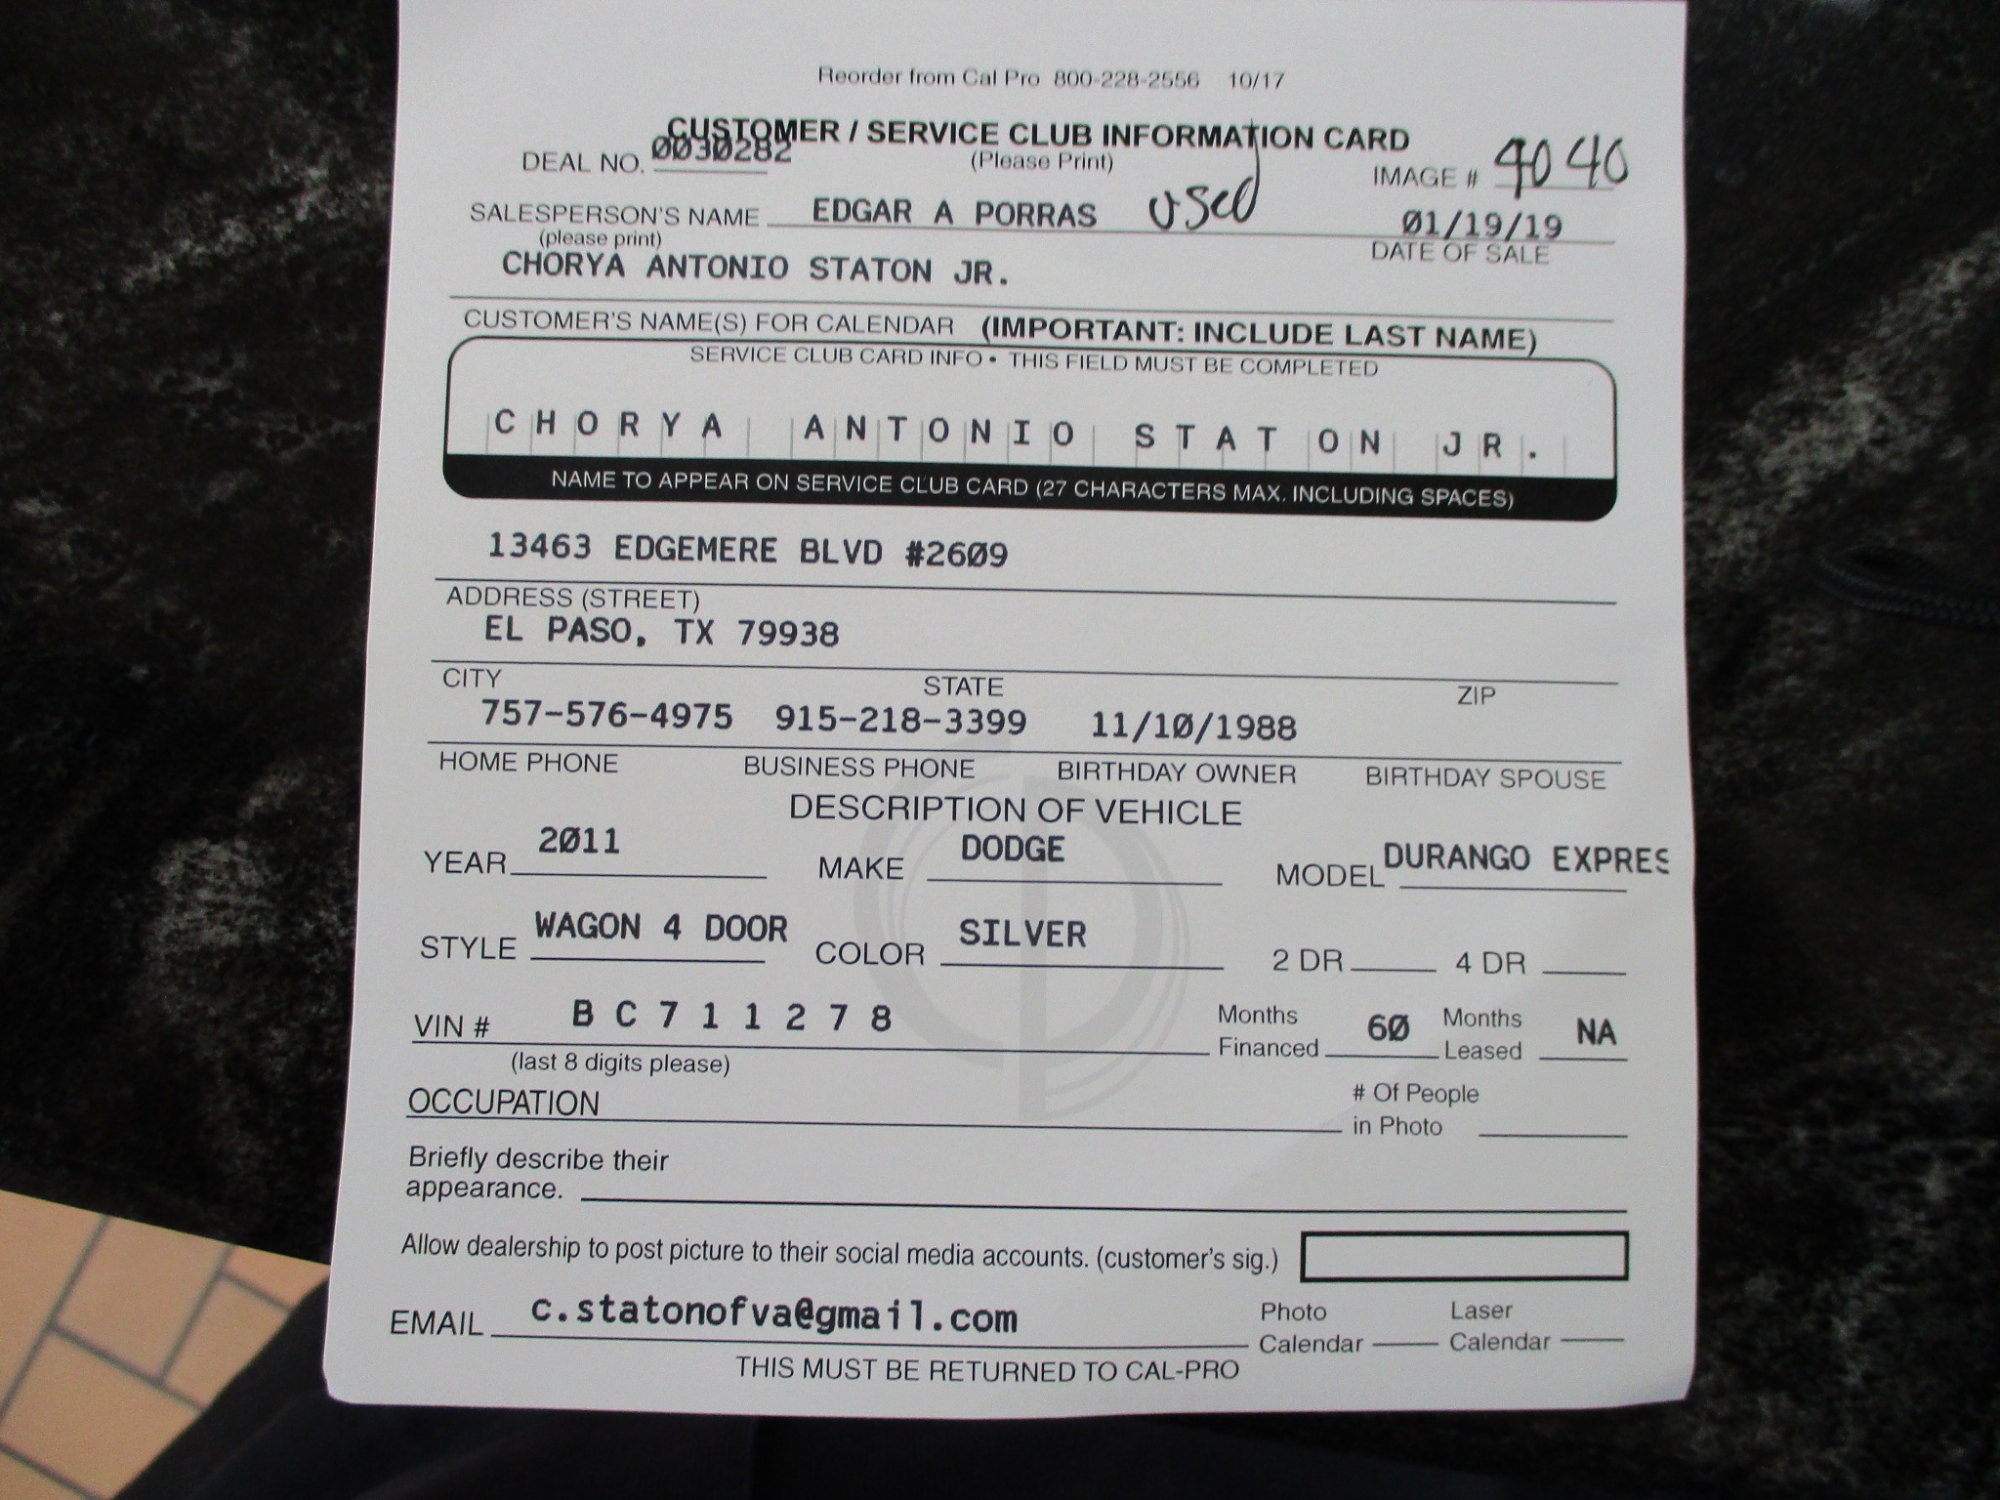 Reorder from Cal Pro 800-228-2556 10/17
CUSTOMER / SERVICE CLUB INFORMATION CARD
DEAL NO. 0030282 (Please Print) IMAGE # 4040
SALESPERSON'S NAME EDGAR A PORRAS used 01/19/19
(please print) DATE OF SALE
CHORYA ANTONIO STATON JR.
CUSTOMER'S NAME(S) FOR CALENDAR (IMPORTANT: INCLUDE LAST NAME)
SERVICE CLUB CARD INFO • THIS FIELD MUST BE COMPLETED
CHORYA ANTONIO STATON JR.
NAME TO APPEAR ON SERVICE CLUB CARD (27 CHARACTERS MAX. INCLUDING SPACES)
13463 EDGEMERE BLVD #2609
ADDRESS (STREET)
EL PASO, TX 79938
CITY STATE ZIP
757-576-4975 915-218-3399 11/10/1988
HOME PHONE BUSINESS PHONE BIRTHDAY OWNER BIRTHDAY SPOUSE
DESCRIPTION OF VEHICLE
YEAR 2011 MAKE DODGE MODEL DURANGO EXPRES
STYLE WAGON 4 DOOR COLOR SILVER 2 DR 4 DR
VIN # B C 7 1 1 2 7 8 Months Financed 60 Months Leased NA
(last 8 digits please)
OCCUPATION # Of People in Photo
Briefly describe their
appearance.
Allow dealership to post picture to their social media accounts. (customer's sig.)
EMAIL c.statonofva@gmail.com Photo Calendar Laser Calendar
THIS MUST BE RETURNED TO CAL-PRO